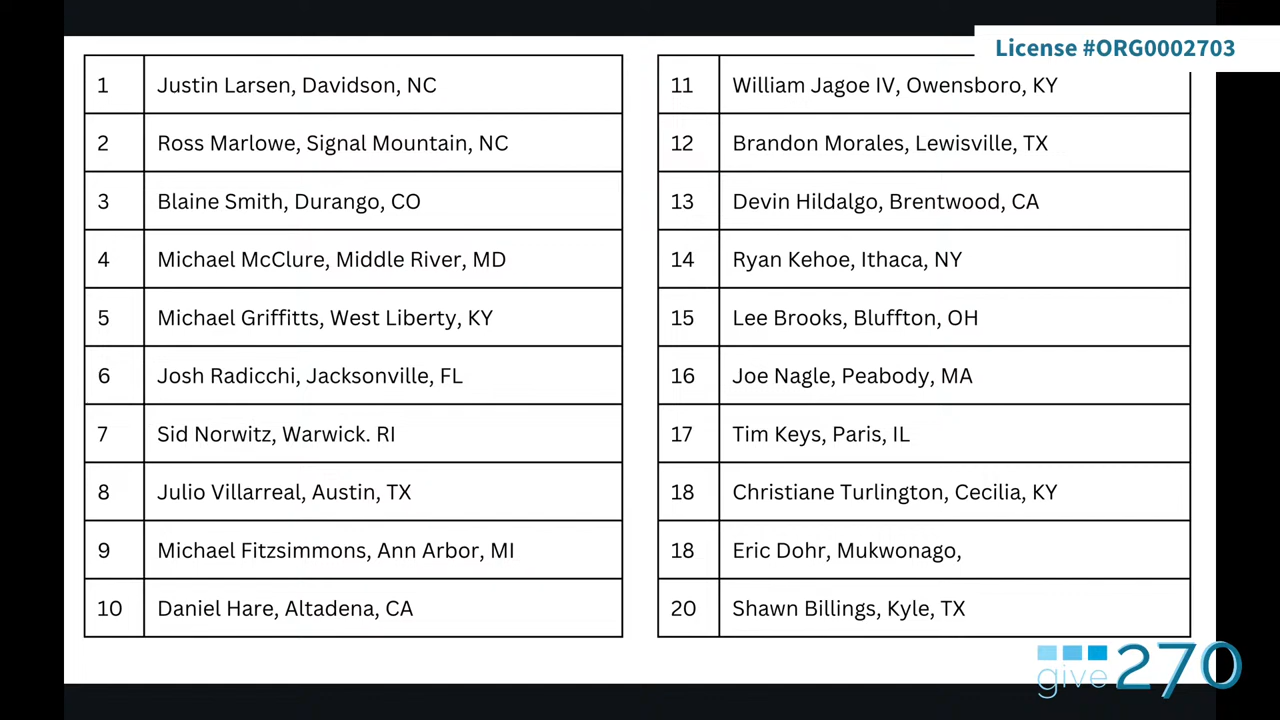 License #ORG0002703
1 Justin Larsen, Davidson, NC
2 Ross Marlowe, Signal Mountain, NC
3 Blaine Smith, Durango, CO
4 Michael McClure, Middle River, MD
5 Michael Griffitts, West Liberty, KY
6 Josh Radicchi, Jacksonville, FL
7 Sid Norwitz, Warwick. RI
8 Julio Villarreal, Austin, TX
9 Michael Fitzsimmons, Ann Arbor, MI
10 Daniel Hare, Altadena, CA
11 William Jagoe IV, Owensboro, KY
12 Brandon Morales, Lewisville, TX
13 Devin Hildalgo, Brentwood, CA
14 Ryan Kehoe, Ithaca, NY
15 Lee Brooks, Bluffton, OH
16 Joe Nagle, Peabody, MA
17 Tim Keys, Paris, IL
18 Christiane Turlington, Cecilia, KY
18 Eric Dohr, Mukwonago,
20 Shawn Billings, Kyle, TX
give270